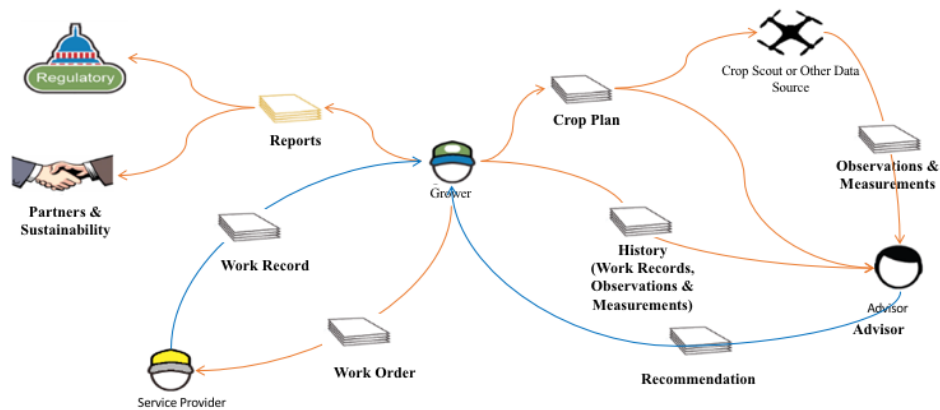 Regulatory
Reports
Partners &
Sustainability
Work Record
Service Provider
Work Order
Grower
Crop Plan
Crop Scout or Other Data
Source
Observations &
Measurements
History
(Work Records,
Observations &
Measurements)
Advisor
Advisor
Recommendation